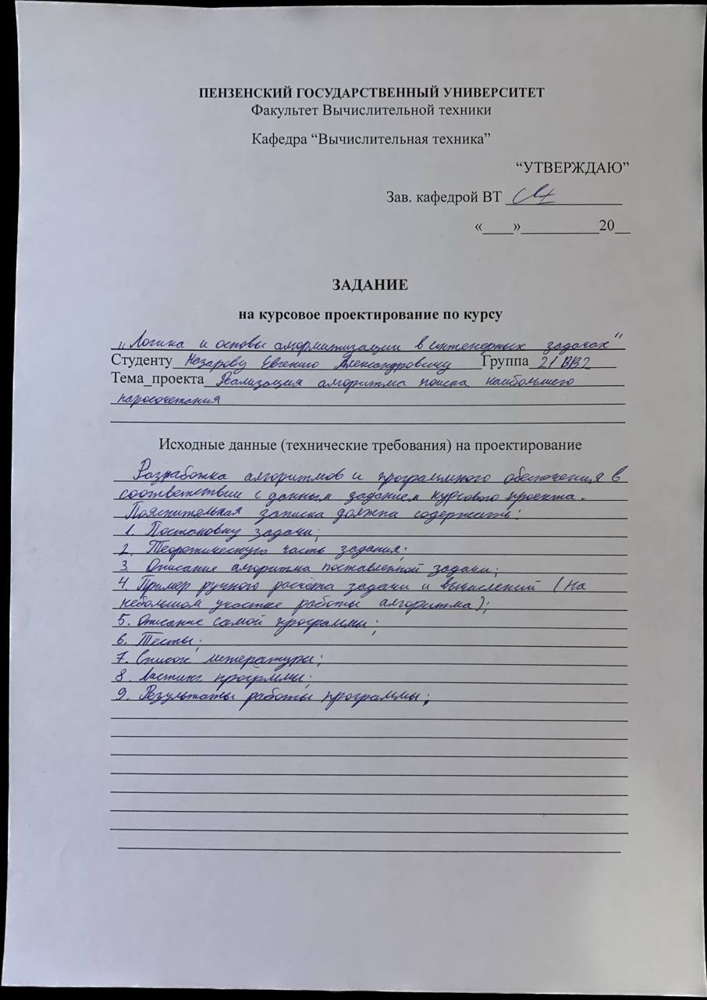 ПЕНЗЕНСКИЙ ГОСУДАРСТВЕННЫЙ УНИВЕРСИТЕТ
Факультет Вычислительной техники
Кафедра “Вычислительная техника”
“УТВЕРЖДАЮ”
Зав. кафедрой ВТ ____________
«____»__________20__
ЗАДАНИЕ
на курсовое проектирование по курсу
„Логика и основы алгоритмизации в инженерных задачах"
Студенту Назарову Евгению Александровичу Группа 21ВВ2
Тема_проекта Реализация алгоритма поиска наибольшего
паросочетания
Исходные данные (технические требования) на проектирование
Разработка алгоритмов и программного обеспечения в
соответствии с данным заданием курсового проекта.
Пояснительная записка должна содержать:
1. Постановку задачи;
2. Теоретическую часть задания;
3. Описание алгоритма поставленной задачи;
4. Пример ручного расчёта задачи и вычислений (на
небольшом участке работы алгоритма);
5. Описание самой программы;
6. Тесты;
7. Список литературы;
8. Листинг программы;
9. Результаты работы программы;